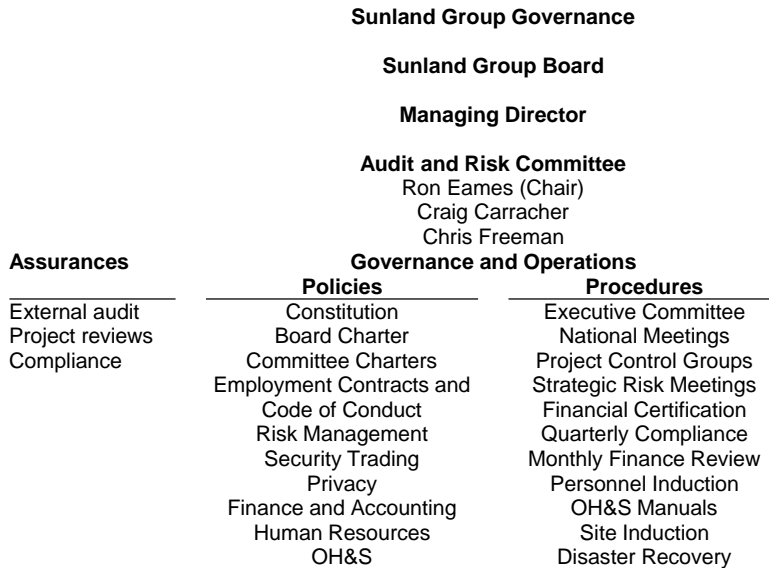 Sunland Group Governance
Sunland Group Board
Managing Director
Audit and Risk Committee
Ron Eames (Chair)
Craig Carracher
Chris Freeman
Assurances
Governance and Operations
Policies
Procedures
External audit
Project reviews
Compliance
Constitution
Board Charter
Committee Charters
Employment Contracts and
Code of Conduct
Risk Management
Security Trading
Privacy
Finance and Accounting
Human Resources
OH&S
Executive Committee
National Meetings
Project Control Groups
Strategic Risk Meetings
Financial Certification
Quarterly Compliance
Monthly Finance Review
Personnel Induction
OH&S Manuals
Site Induction
Disaster Recovery